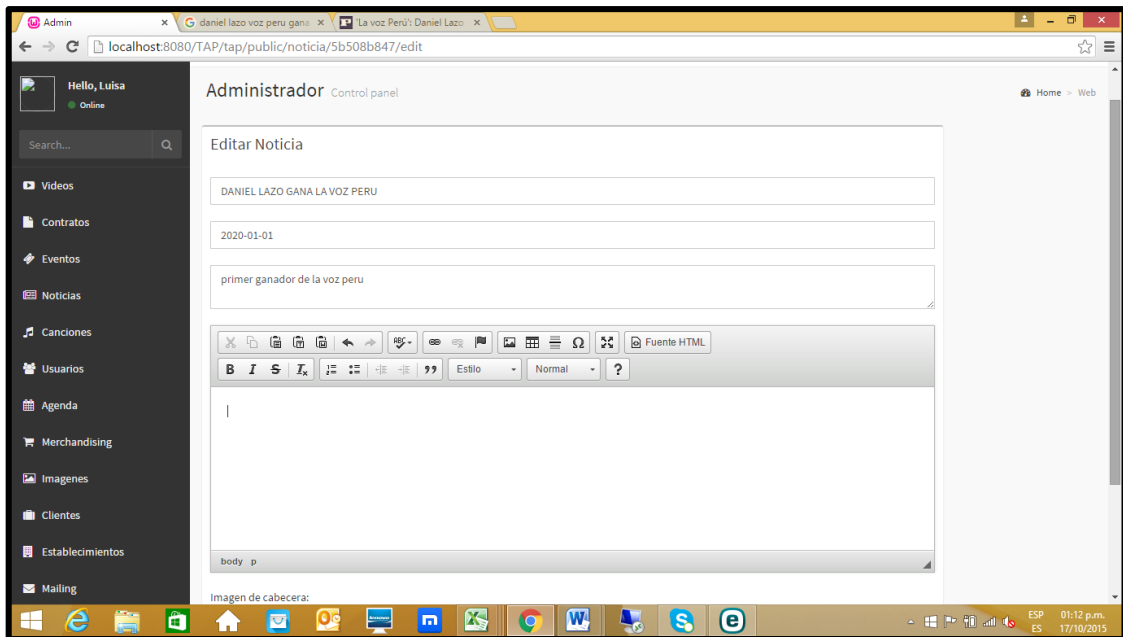 Admin
daniel lazo voz peru gana
'La voz Perú': Daniel Lazo
localhost:8080/TAP/tap/public/noticia/5b508b847/edit
Hello, Luisa
Online
Search...
Videos
Contratos
Eventos
Noticias
Canciones
Usuarios
Agenda
Merchandising
Imagenes
Clientes
Establecimientos
Mailing
Administrador Control panel
Home > Web
Editar Noticia
DANIEL LAZO GANA LA VOZ PERU
2020-01-01
primer ganador de la voz peru
ABC Ω Fuente HTML
B I S Ix Estilo Normal ?
body p
Imagen de cabecera:
ESP 01:12 p.m.
ES 17/10/2015